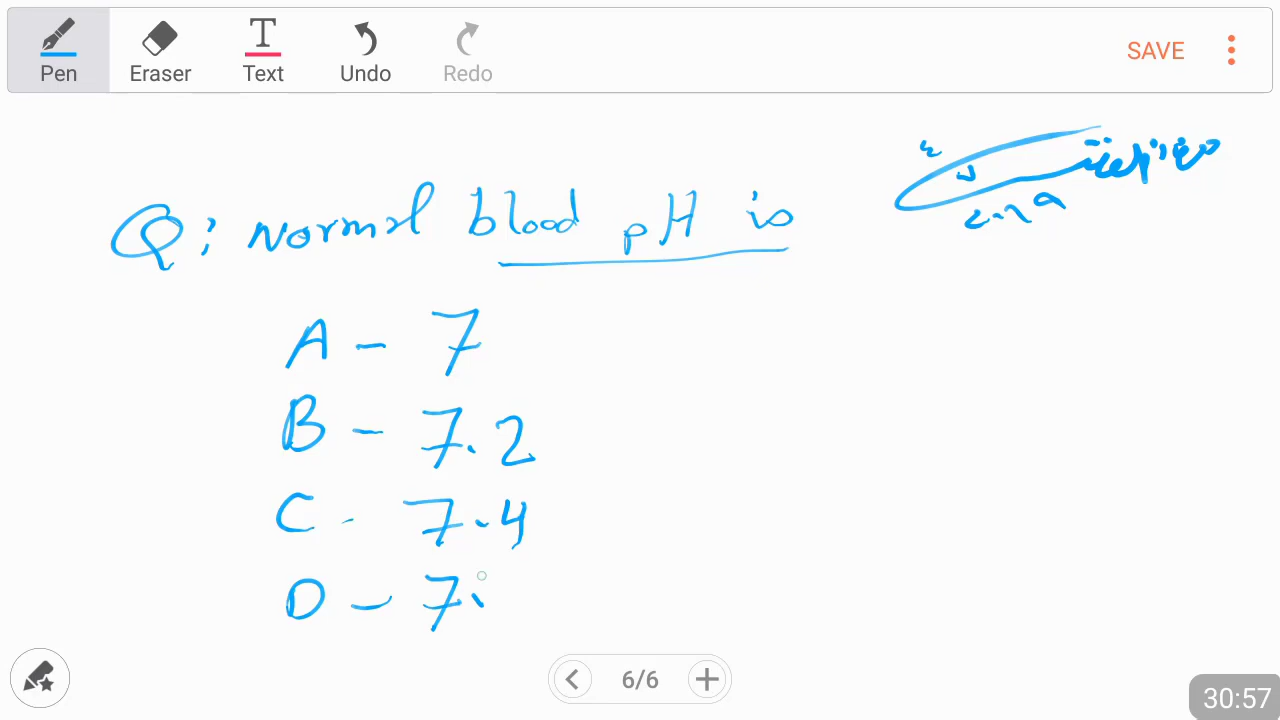 Pen
Eraser
T
Text
Undo
Redo
SAVE
Q: Normal blood pH is
A - 7
B - 7.2
C - 7.4
D - 7.
6/6
30:57